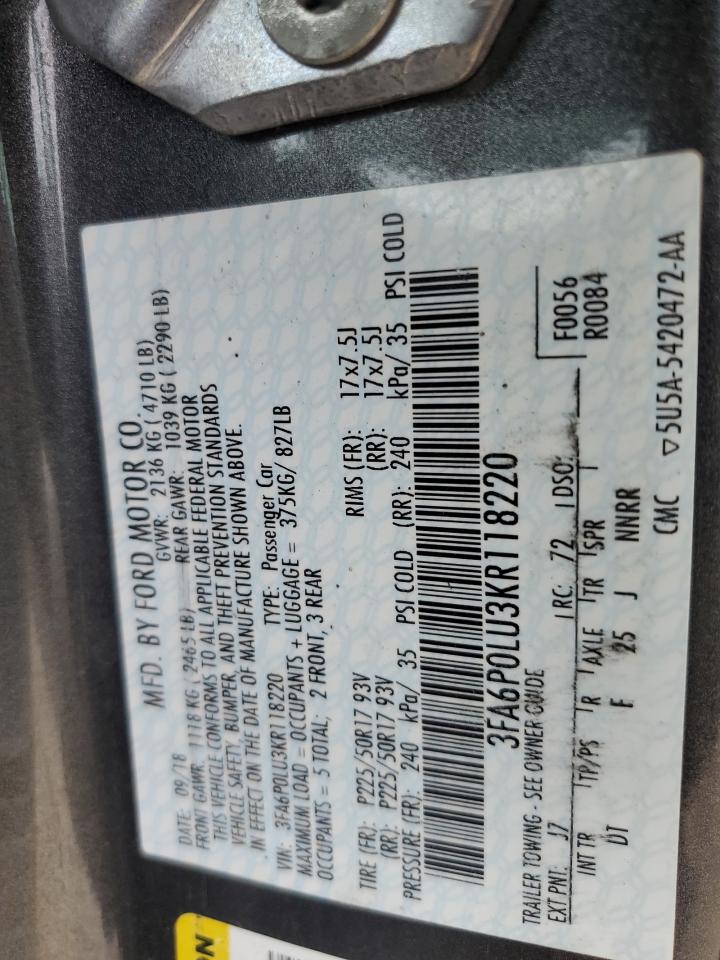 MFD. BY FORD MOTOR CO.
DATE: 09/18 GVWR: 2136 KG ( 4710 LB)
FRONT GAWR: 1118 KG ( 2465 LB) REAR GAWR: 1039 KG ( 2290 LB)
THIS VEHICLE CONFORMS TO ALL APPLICABLE FEDERAL MOTOR
VEHICLE SAFETY, BUMPER, AND THEFT PREVENTION STANDARDS
IN EFFECT ON THE DATE OF MANUFACTURE SHOWN ABOVE.
VIN: 3FA6P0LU3KR118220 TYPE: Passenger Car
MAXIMUM LOAD = OCCUPANTS + LUGGAGE = 375KG/ 827LB
OCCUPANTS = 5 TOTAL; 2 FRONT, 3 REAR
TIRE (FR): P225/50R17 93V RIMS (FR): 17x7.5J
(RR): P225/50R17 93V (RR): 17x7.5J
PRESSURE (FR): 240 kPa/ 35 PSI COLD (RR): 240 kPa/ 35 PSI COLD
3FA6P0LU3KR118220
TRAILER TOWING - SEE OWNER GUIDE
F0056
R0084
EXT PNT: J7 RC: 72 DSO:
INT TR TP/PS R AXLE TR SPR
DT F 25 J NNRR
CMC ▽5U5A-5420472-AA
ON